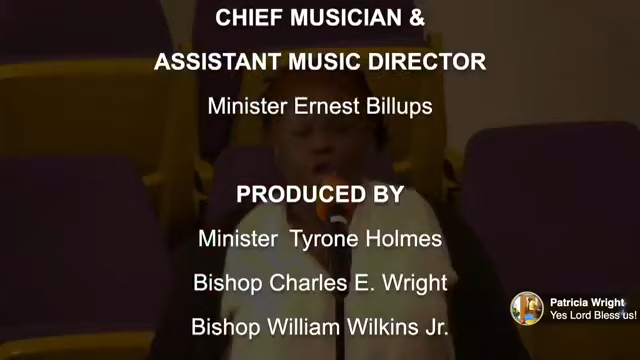 CHIEF MUSICIAN &
ASSISTANT MUSIC DIRECTOR
Minister Ernest Billups
PRODUCED BY
Minister Tyrone Holmes
Bishop Charles E. Wright
Bishop William Wilkins Jr.
Patricia Wright
Yes Lord Bless us!